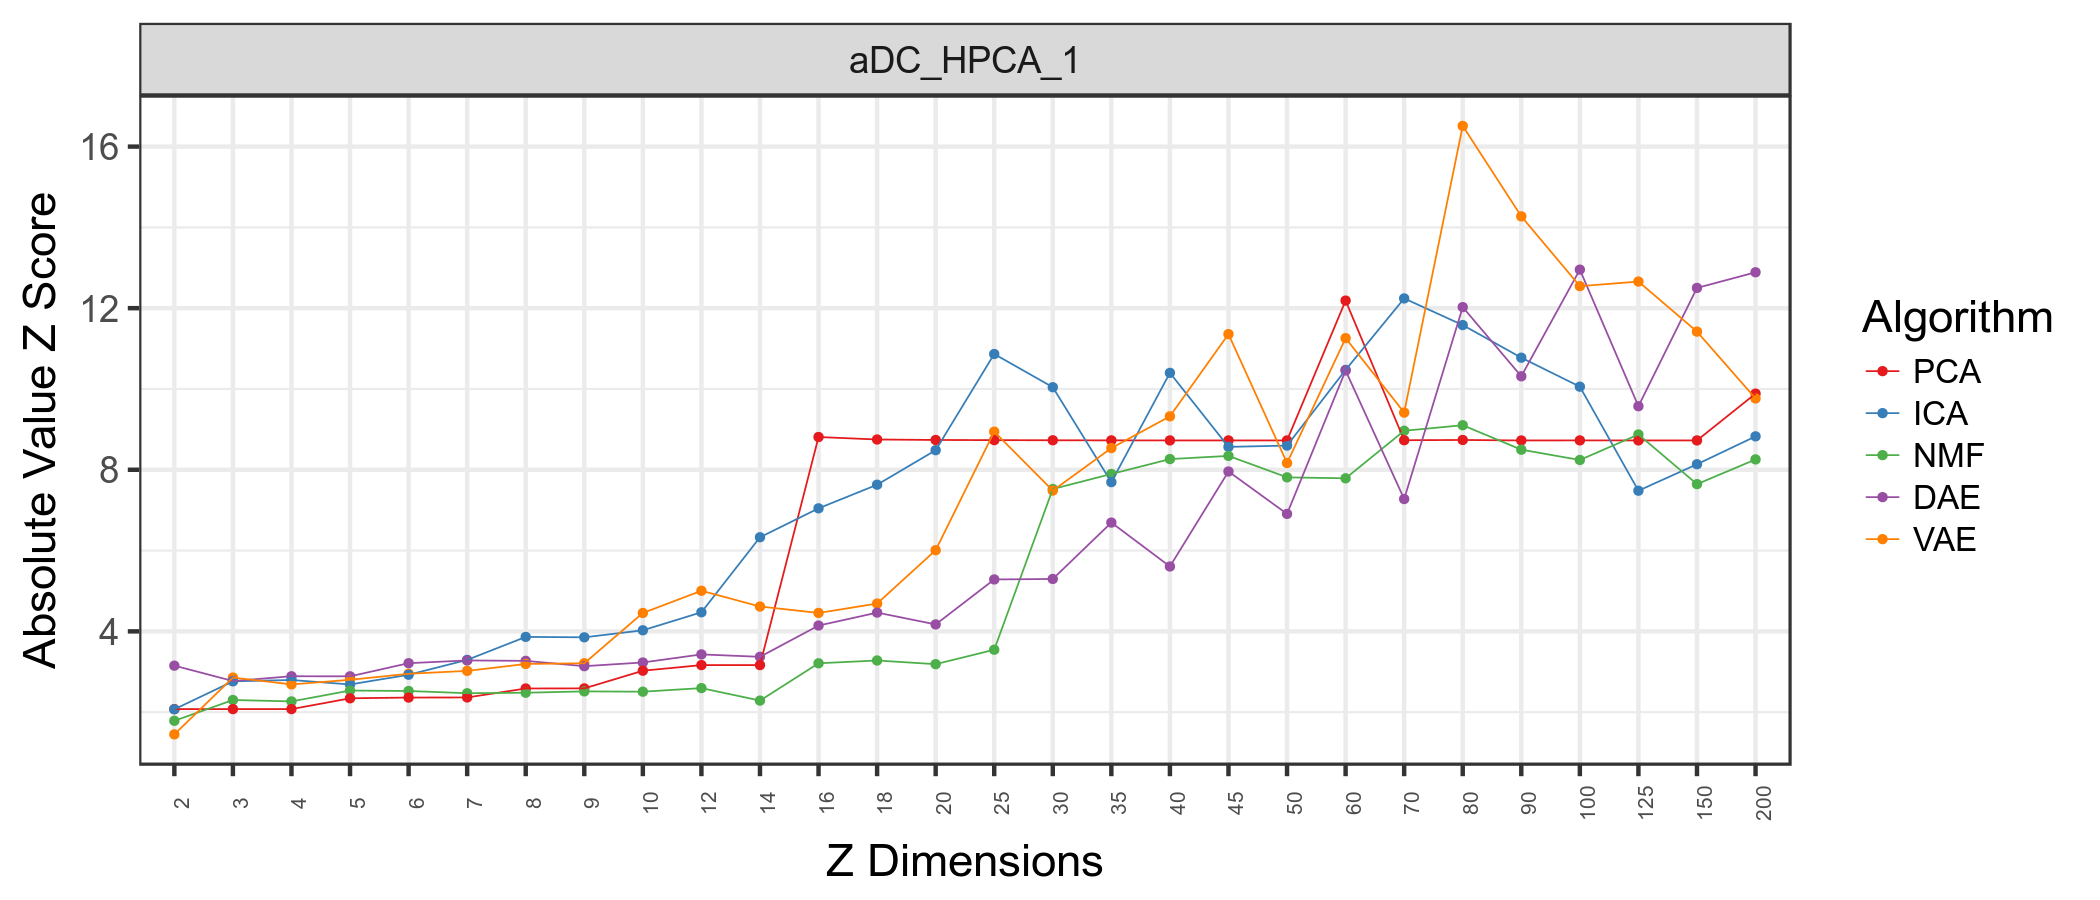 aDC_HPCA_1
Absolute Value Z Score
16
12
8
4
2 3 4 5 6 7 8 9 10 12 14 16 18 20 25 30 35 40 45 50 60 70 80 90 100 125 150 200
Z Dimensions
Algorithm
PCA
ICA
NMF
DAE
VAE